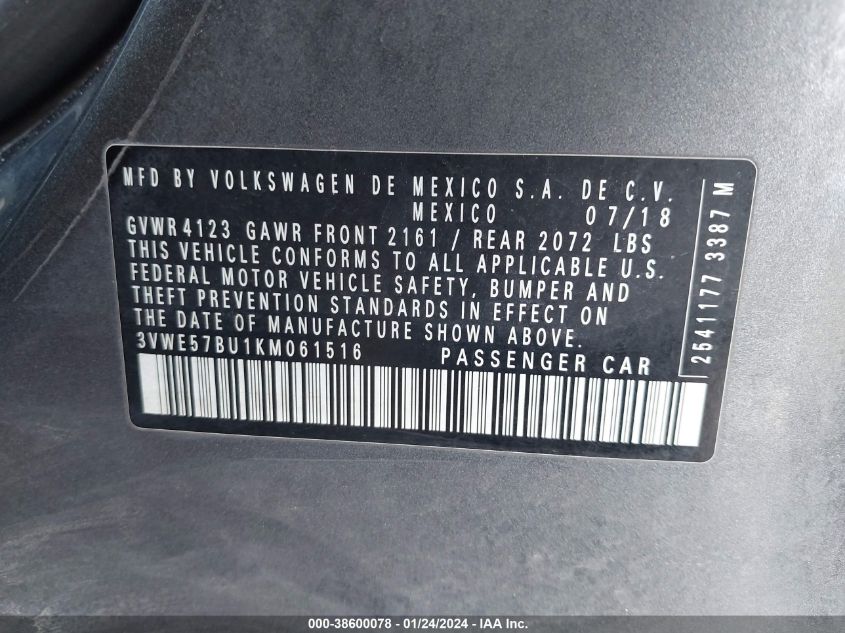 MFD BY VOLKSWAGEN DE MEXICO S.A. DE C.V.
MEXICO 07/18
GVWR 4123 GAWR FRONT 2161 / REAR 2072 LBS
THIS VEHICLE CONFORMS TO ALL APPLICABLE U.S.
FEDERAL MOTOR VEHICLE SAFETY, BUMPER AND
THEFT PREVENTION STANDARDS IN EFFECT ON
THE DATE OF MANUFACTURE SHOWN ABOVE.
3VWE57BU1KM061516 PASSENGER CAR
2541177 3387 M
000-38600078 - 01/24/2024 - IAA Inc.